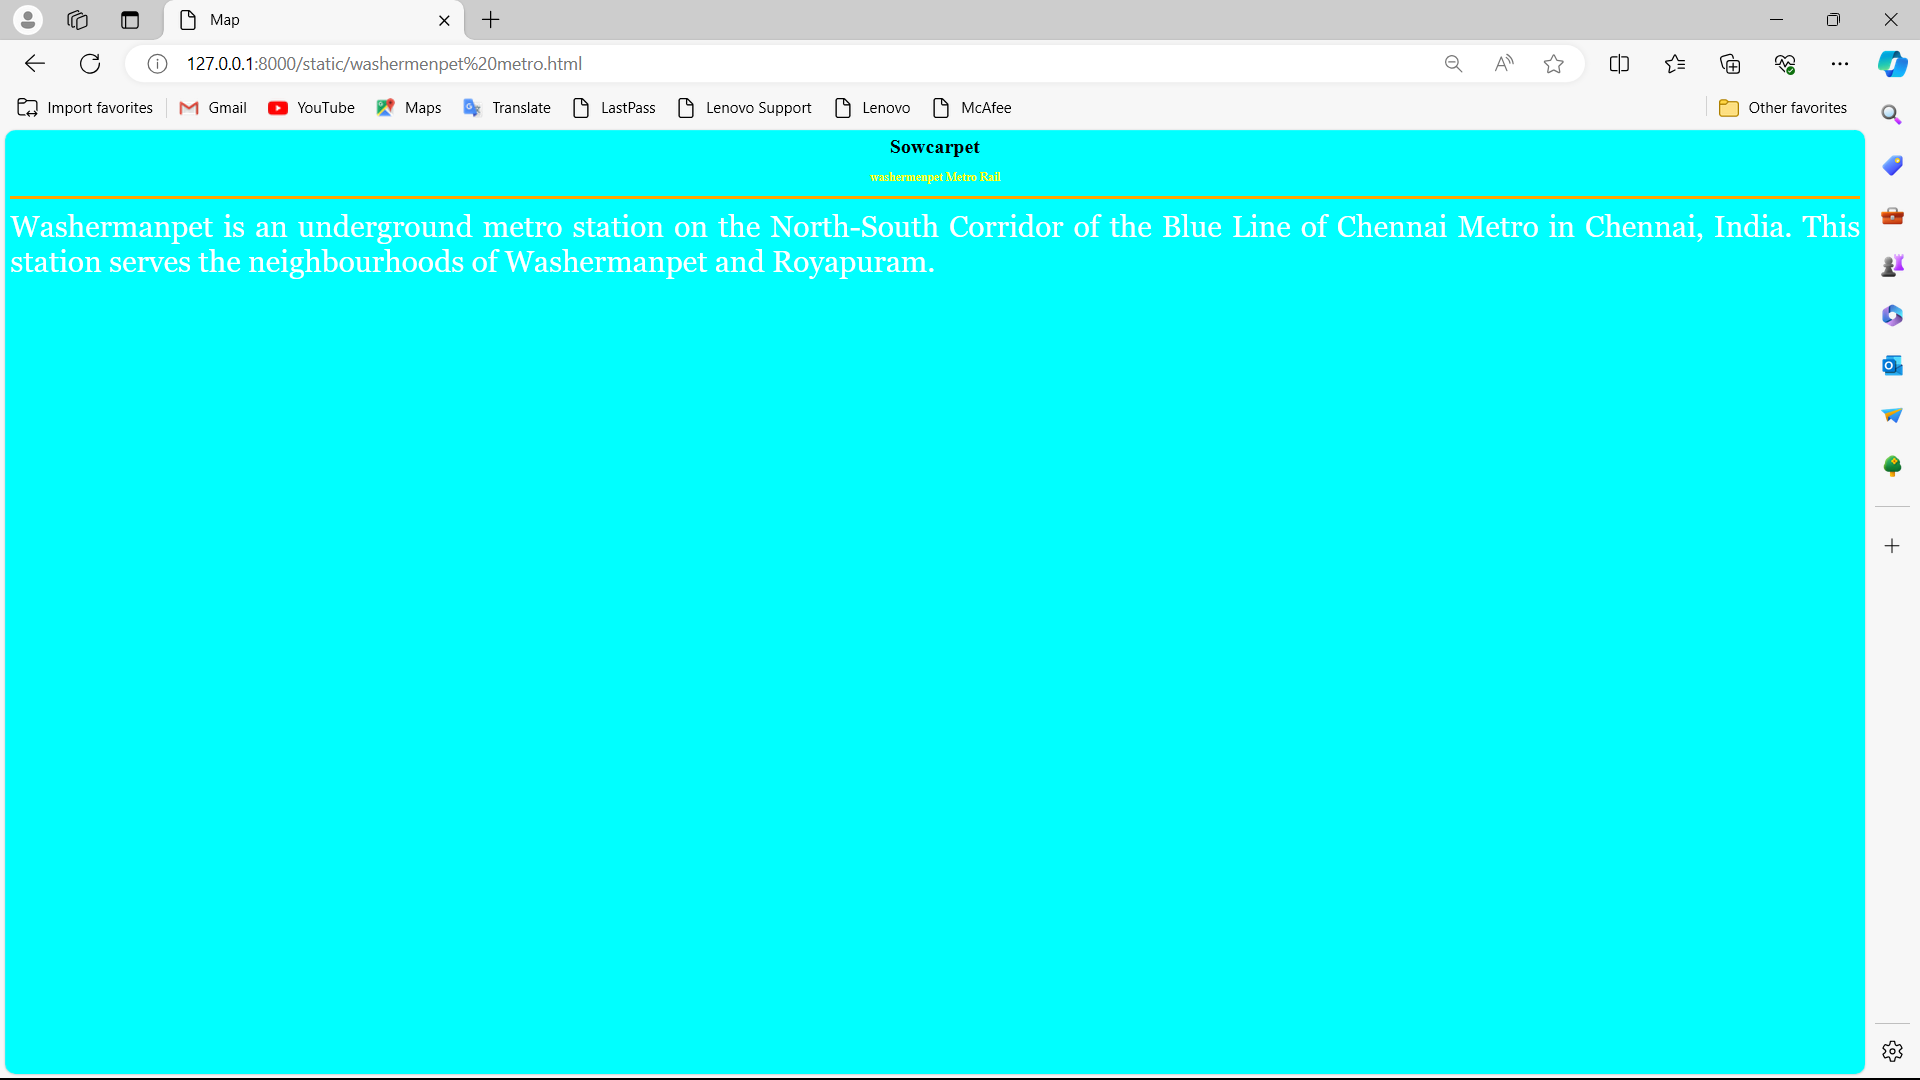 Map
127.0.0.1:8000/static/washermenpet%20metro.html
Import favorites Gmail YouTube Maps Translate LastPass Lenovo Support Lenovo McAfee Other favorites
Sowcarpet
washermenpet Metro Rail
Washermanpet is an underground metro station on the North-South Corridor of the Blue Line of Chennai Metro in Chennai, India. This
station serves the neighbourhoods of Washermanpet and Royapuram.